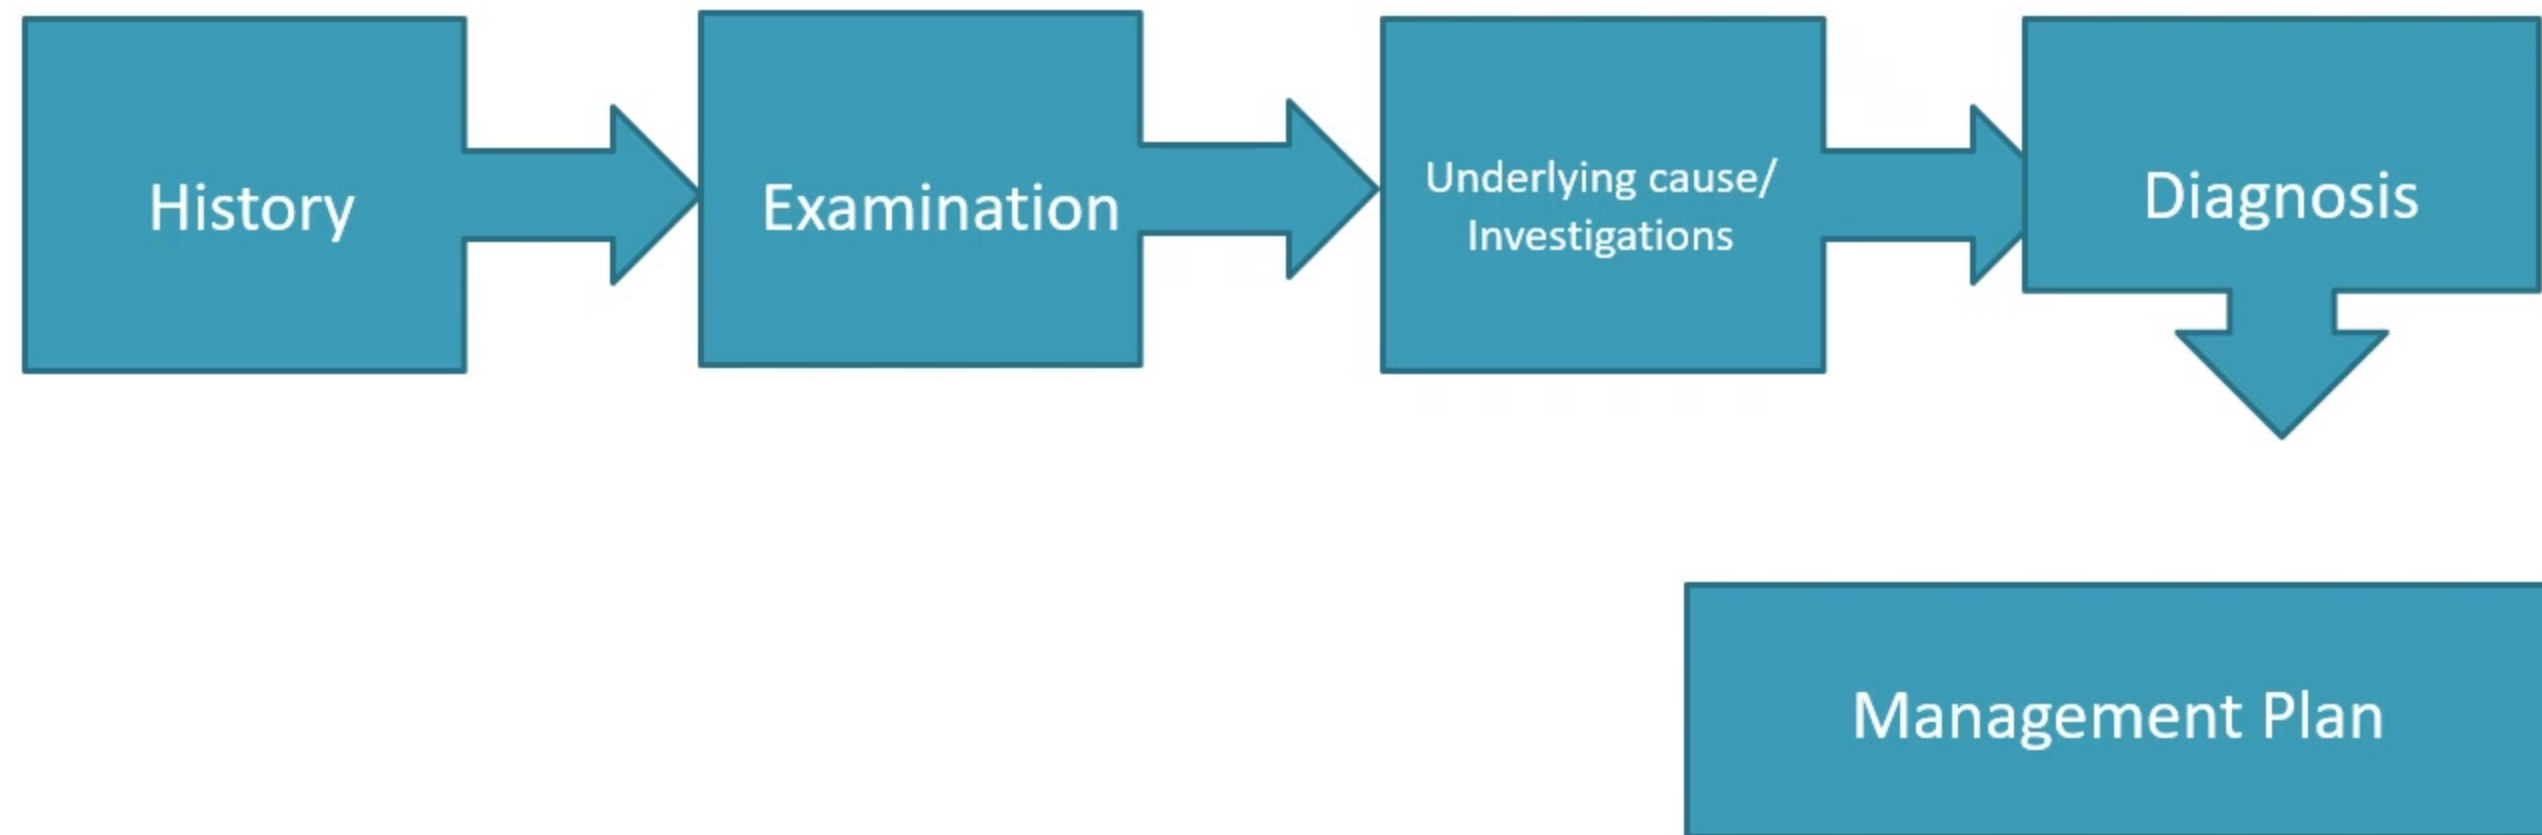 History
Examination
Underlying cause/
Investigations
Diagnosis
Management Plan